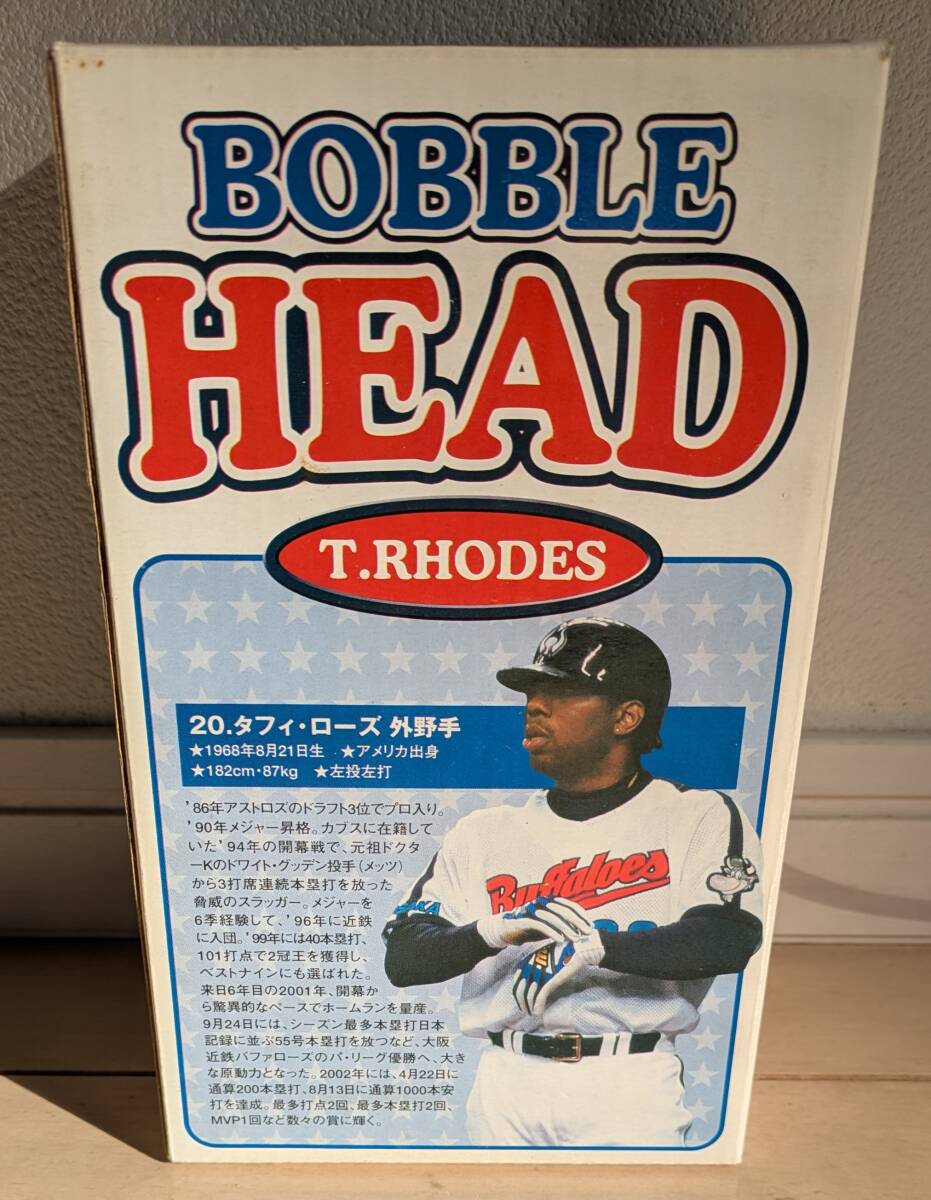 BOBBLE
HEAD
T.RHODES
20.タフィ・ローズ 外野手
★1968年8月21日生 ★アメリカ出身
★182cm・87kg ★左投左打
'86年アストロズのドラフト3位でプロ入り。
'90年メジャー昇格。カブスに在籍して
いた'94年の開幕戦で、元祖ドクタ
ーKのドワイト・グッデン投手(メッツ)
から3打席連続本塁打を放った
脅威のスラッガー。メジャーを
6季経験して、'96年に近鉄
に入団。'99年には40本塁打、
101打点で2冠王を獲得し、
ベストナインにも選ばれた。
来日6年目の2001年、開幕か
ら驚異的なペースでホームランを量産。
9月24日には、シーズン最多本塁打日本
記録に並ぶ55号本塁打を放つなど、大阪
近鉄バファローズのパ・リーグ優勝へ、大き
な原動力となった。2002年には、4月22日に
通算200本塁打、8月13日に通算1000本安
打を達成。最多打点2回、最多本塁打2回、
MVP1回など数々の賞に輝く。
Buffaloes